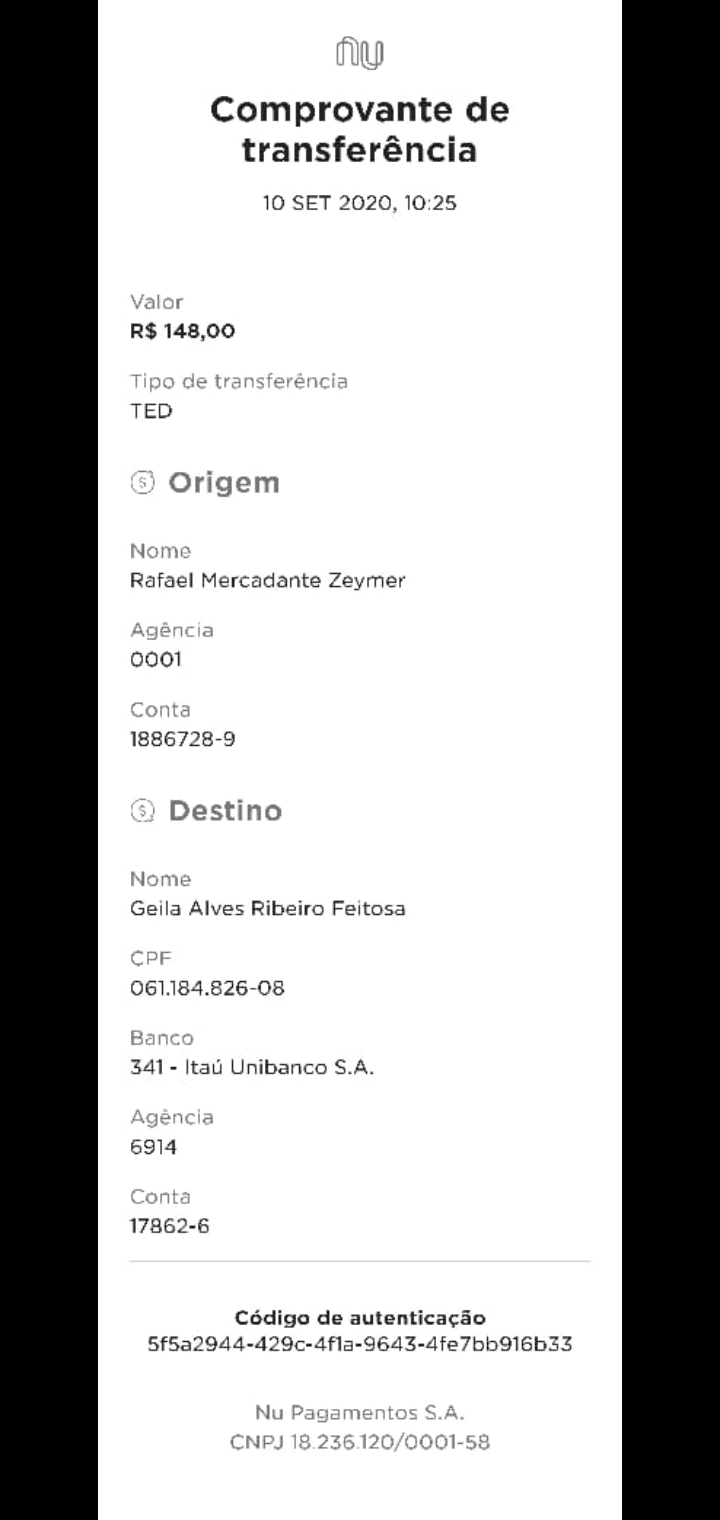 nu
Comprovante de
transferência
10 SET 2020, 10:25
Valor
R$ 148,00
Tipo de transferência
TED
Origem
Nome
Rafael Mercadante Zeymer
Agência
0001
Conta
1886728-9
Destino
Nome
Geila Alves Ribeiro Feitosa
CPF
061.184.826-08
Banco
341 - Itaú Unibanco S.A.
Agência
6914
Conta
17862-6
Código de autenticação
5f5a2944-429c-4f1a-9643-4fe7bb916b33
Nu Pagamentos S.A.
CNPJ 18.236.120/0001-58